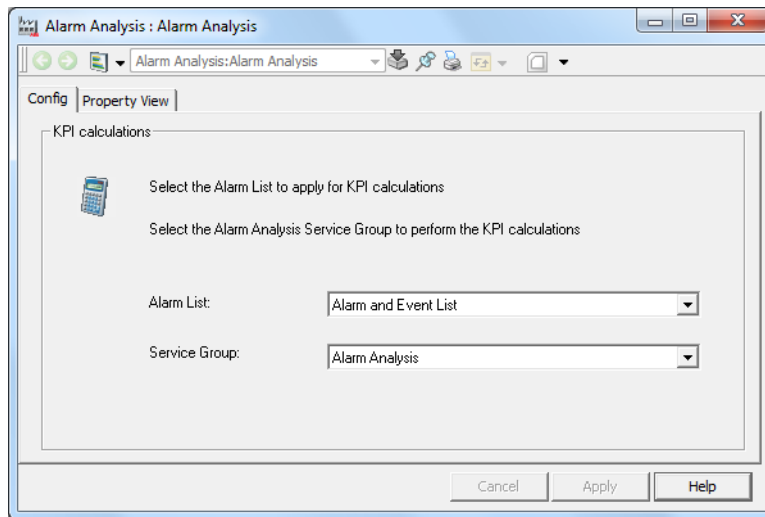 Alarm Analysis : Alarm Analysis
Alarm Analysis:Alarm Analysis
Config
Property View
KPI calculations
Select the Alarm List to apply for KPI calculations
Select the Alarm Analysis Service Group to perform the KPI calculations
Alarm List:
Alarm and Event List
Service Group:
Alarm Analysis
Cancel
Apply
Help